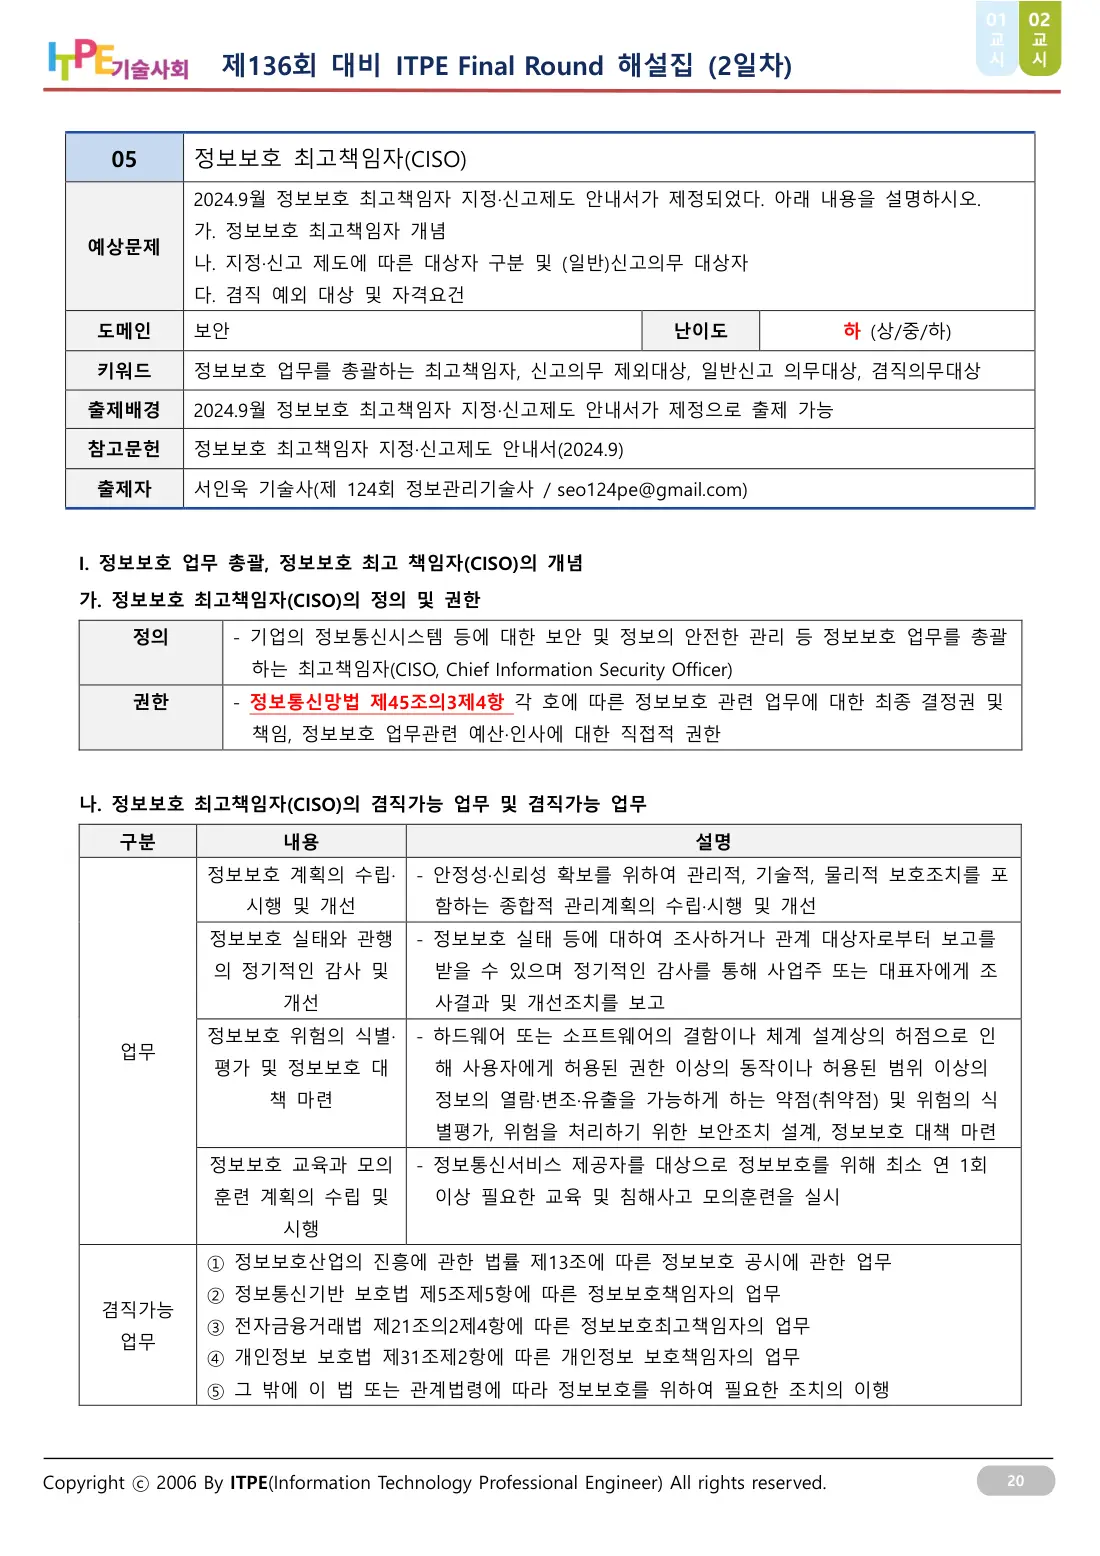 01 교시
02 교시
ITPE기술사회
제136회 대비 ITPE Final Round 해설집 (2일차)
05 정보보호 최고책임자(CISO)
예상문제
2024.9월 정보보호 최고책임자 지정·신고제도 안내서가 제정되었다. 아래 내용을 설명하시오.
가. 정보보호 최고책임자 개념
나. 지정·신고 제도에 따른 대상자 구분 및 (일반)신고의무 대상자
다. 겸직 예외 대상 및 자격요건
도메인 보안 난이도 하 (상/중/하)
키워드 정보보호 업무를 총괄하는 최고책임자, 신고의무 제외대상, 일반신고 의무대상, 겸직의무대상
출제배경 2024.9월 정보보호 최고책임자 지정·신고제도 안내서가 제정으로 출제 가능
참고문헌 정보보호 최고책임자 지정·신고제도 안내서(2024.9)
출제자 서인욱 기술사(제 124회 정보관리기술사 / seo124pe@gmail.com)
I. 정보보호 업무 총괄, 정보보호 최고 책임자(CISO)의 개념
가. 정보보호 최고책임자(CISO)의 정의 및 권한
정의 - 기업의 정보통신시스템 등에 대한 보안 및 정보의 안전한 관리 등 정보보호 업무를 총괄
하는 최고책임자(CISO, Chief Information Security Officer)
권한 - 정보통신망법 제45조의3제4항 각 호에 따른 정보보호 관련 업무에 대한 최종 결정권 및
책임, 정보보호 업무관련 예산·인사에 대한 직접적 권한
나. 정보보호 최고책임자(CISO)의 겸직가능 업무 및 겸직가능 업무
구분 내용 설명
업무
정보보호 계획의 수립·
시행 및 개선
- 안정성·신뢰성 확보를 위하여 관리적, 기술적, 물리적 보호조치를 포
함하는 종합적 관리계획의 수립·시행 및 개선
정보보호 실태와 관행
의 정기적인 감사 및
개선
- 정보보호 실태 등에 대하여 조사하거나 관계 대상자로부터 보고를
받을 수 있으며 정기적인 감사를 통해 사업주 또는 대표자에게 조
사결과 및 개선조치를 보고
정보보호 위험의 식별·
평가 및 정보보호 대
책 마련
- 하드웨어 또는 소프트웨어의 결함이나 체계 설계상의 허점으로 인
해 사용자에게 허용된 권한 이상의 동작이나 허용된 범위 이상의
정보의 열람·변조·유출을 가능하게 하는 약점(취약점) 및 위험의 식
별평가, 위험을 처리하기 위한 보안조치 설계, 정보보호 대책 마련
정보보호 교육과 모의
훈련 계획의 수립 및
시행
- 정보통신서비스 제공자를 대상으로 정보보호를 위해 최소 연 1회
이상 필요한 교육 및 침해사고 모의훈련을 실시
겸직가능
업무
① 정보보호산업의 진흥에 관한 법률 제13조에 따른 정보보호 공시에 관한 업무
② 정보통신기반 보호법 제5조제5항에 따른 정보보호책임자의 업무
③ 전자금융거래법 제21조의2제4항에 따른 정보보호최고책임자의 업무
④ 개인정보 보호법 제31조제2항에 따른 개인정보 보호책임자의 업무
⑤ 그 밖에 이 법 또는 관계법령에 따라 정보보호를 위하여 필요한 조치의 이행
Copyright ⓒ 2006 By ITPE(Information Technology Professional Engineer) All rights reserved.
20